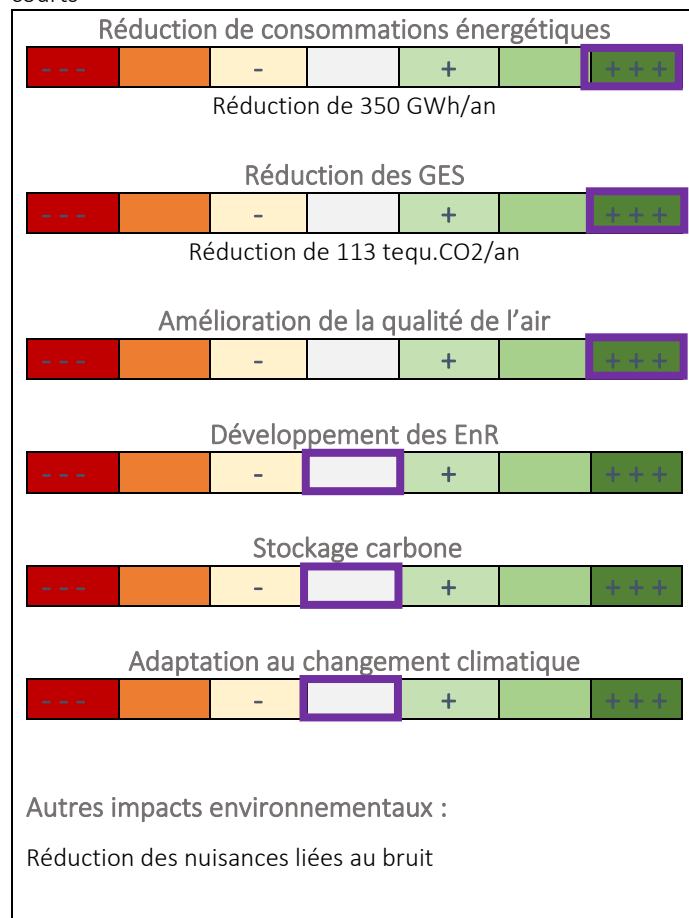 courts
Réduction de consommations énergétiques
- - - - + + + +
Réduction de 350 GWh/an
Réduction des GES
- - - - + + + +
Réduction de 113 tequ.CO2/an
Amélioration de la qualité de l’air
- - - - + + + +
Développement des EnR
- - - - + + + +
Stockage carbone
- - - - + + + +
Adaptation au changement climatique
- - - - + + + +
Autres impacts environnementaux :
Réduction des nuisances liées au bruit